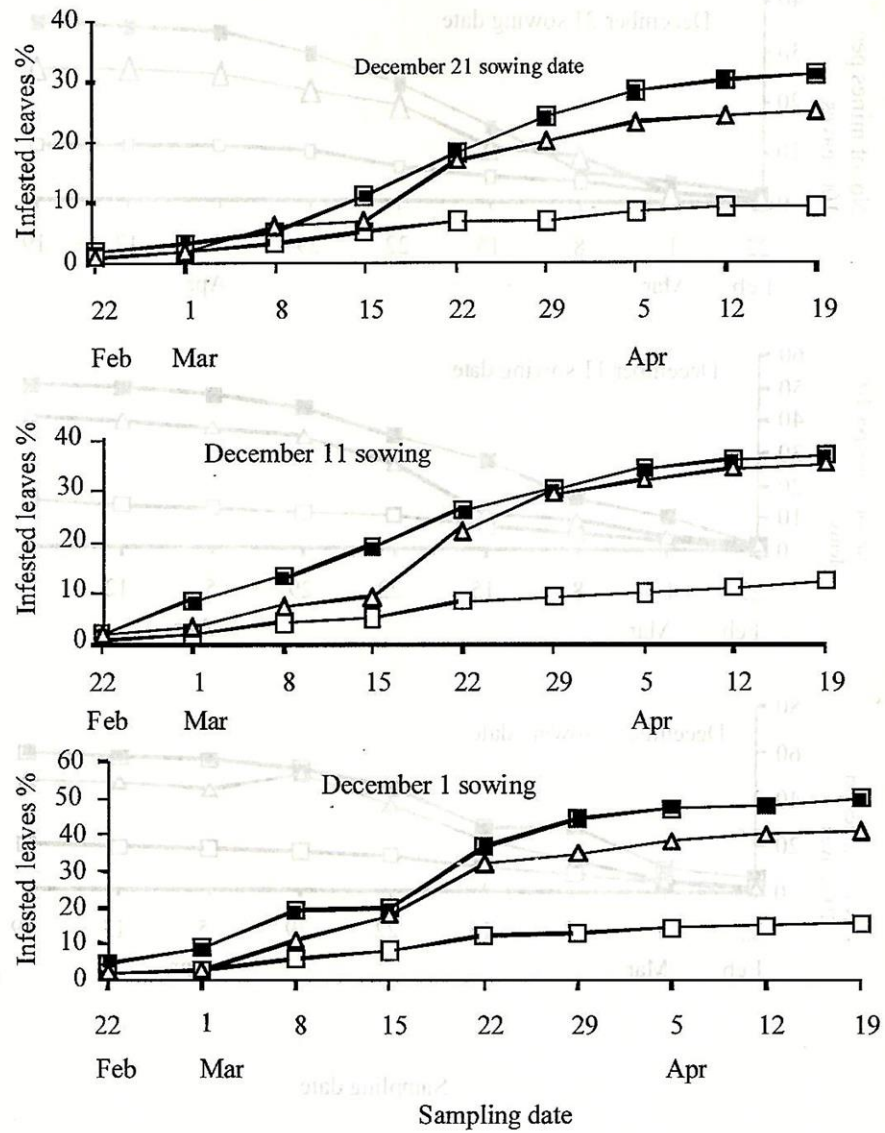 Infested leaves %
December 21 sowing date
40
30
20
10
0
22 1 8 15 22 29 5 12 19
Feb Mar Apr
Infested leaves %
December 11 sowing
40
30
20
10
0
22 1 8 15 22 29 5 12 19
Feb Mar Apr
Infested leaves %
December 1 sowing
60
50
40
30
20
10
0
22 1 8 15 22 29 5 12 19
Feb Mar Apr
Sampling date